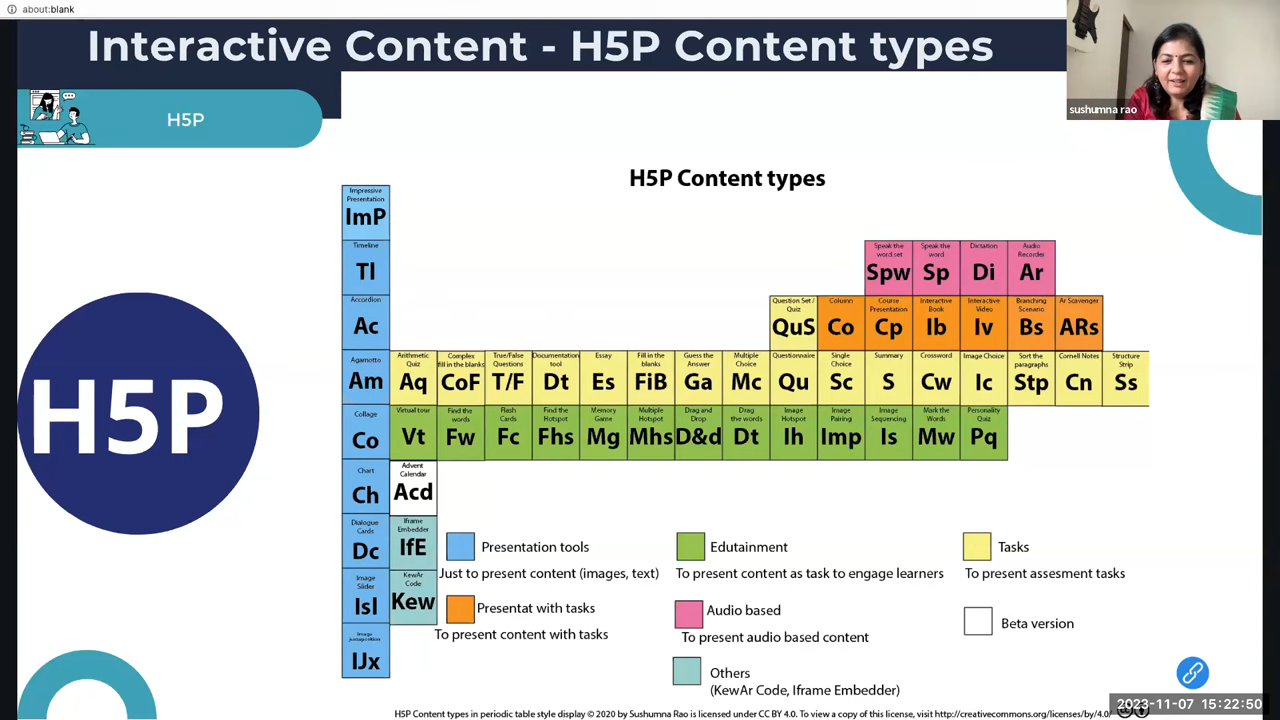 about:blank
Interactive Content - H5P Content types
sushumna rao
H5P
H5P Content types
Impressive
Presentation
ImP
Timeline
Tl
Speak the
word set
Spw
Speak the
word
Sp
Dictation
Di
Audio
Recorder
Ar
Accordion
Ac
Question Set /
Quiz
QuS
Column
Co
Course
Presentation
Cp
Interactive
Book
Ib
Interactive
Video
Iv
Branching
Scenario
Bs
Ar Scavenger
ARs
Agamotto
Am
Arithmetic
Quiz
Aq
Complex
fill in the blanks
CoF
True/False
Questions
T/F
Documentation
tool
Dt
Essay
Es
Fill in the
blanks
FiB
Guess the
Answer
Ga
Multiple
Choice
Mc
Questionnaire
Qu
Single
Choice
Sc
Summary
S
Crossword
Cw
Image Choice
Ic
Sort the
paragraphs
Stp
Cornell Notes
Cn
Structure
Strip
Ss
Collage
Co
Virtual tour
Vt
Find the
words
Fw
Flash
Cards
Fc
Find the
Hotspot
Fhs
Memory
Game
Mg
Multiple
Hotspot
Mhs
Drag and
Drop
D&d
Drag
the words
Dt
Image
Hotspot
Ih
Image
Pairing
Imp
Image
Sequencing
Is
Mark the
Words
Mw
Personality
Quiz
Pq
Chart
Ch
Advent
Calendar
Acd
Dialogue
Cards
Dc
Iframe
Embedder
IfE
Image
Slider
Isl
KewAr
Code
Kew
Image
Juxtaposition
IJx
H5P
Presentation tools
Just to present content (images, text)
Edutainment
To present content as task to engage learners
Tasks
To present assesment tasks
Presentat with tasks
To present content with tasks
Audio based
To present audio based content
Beta version
Others
(KewAr Code, Iframe Embedder)
2023-11-07 15:22:50
H5P Content types in periodic table style display © 2020 by Sushumna Rao is licensed under CC BY 4.0. To view a copy of this license, visit http://creativecommons.org/licenses/by/4.0/